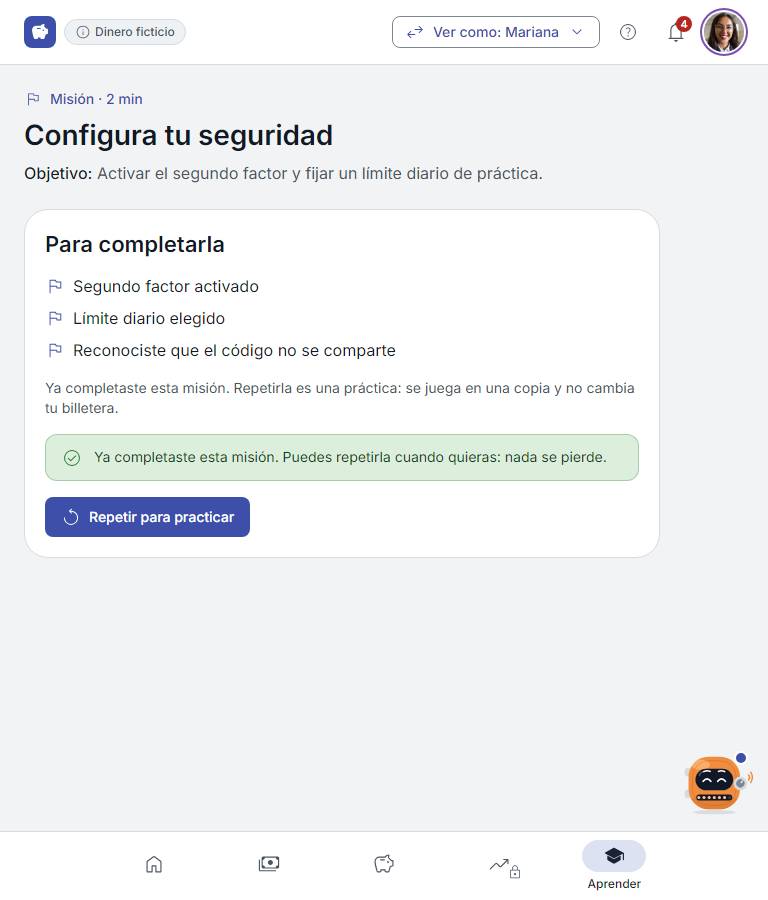 Dinero ficticio
Ver como: Mariana
4
Misión · 2 min
Configura tu seguridad
Objetivo: Activar el segundo factor y fijar un límite diario de práctica.
Para completarla
Segundo factor activado
Límite diario elegido
Reconociste que el código no se comparte
Ya completaste esta misión. Repetirla es una práctica: se juega en una copia y no cambia
tu billetera.
Ya completaste esta misión. Puedes repetirla cuando quieras: nada se pierde.
Repetir para practicar
Aprender